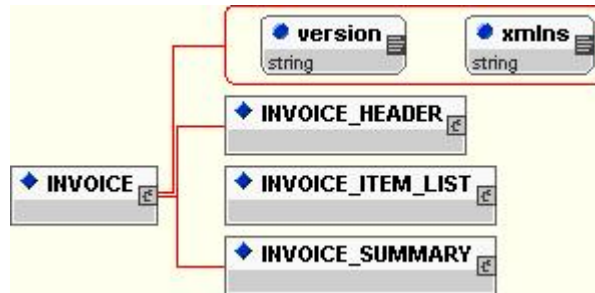 version
xmlns
string
string
INVOICE_HEADER
INVOICE
INVOICE_ITEM_LIST
INVOICE_SUMMARY